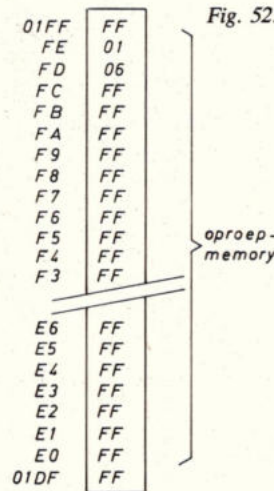 Fig. 52.
01FF FF
FE 01
FD 06
FC FF
FB FF
FA FF
F9 FF
F8 FF
F7 FF
F6 FF
F5 FF
F4 FF
F3 FF
oproep-
memory
E6 FF
E5 FF
E4 FF
E3 FF
E2 FF
E1 FF
E0 FF
01DF FF